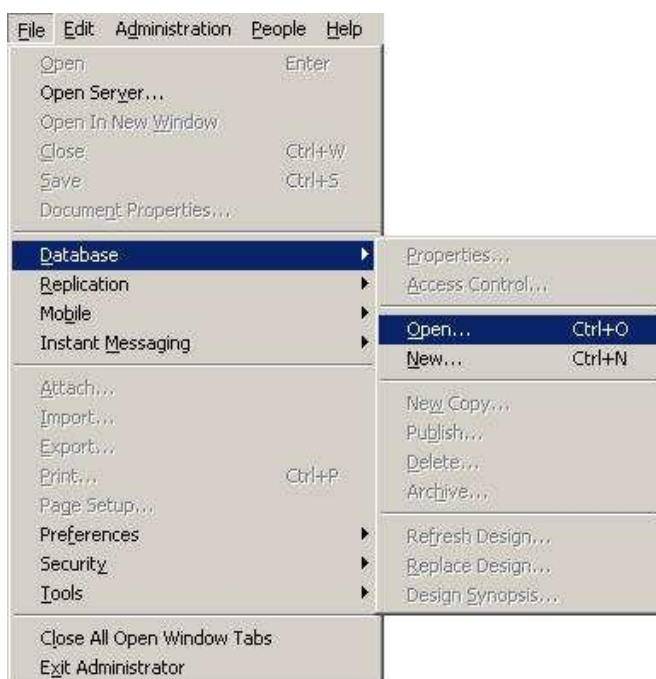 File Edit Administration People Help
Open Enter
Open Server...
Open In New Window
Close Ctrl+W
Save Ctrl+S
Document Properties...
Database
Replication
Mobile
Instant Messaging
Attach...
Import...
Export...
Print... Ctrl+P
Page Setup...
Preferences
Security
Tools
Close All Open Window Tabs
Exit Administrator
Properties...
Access Control...
Open... Ctrl+O
New... Ctrl+N
New Copy...
Publish...
Delete...
Archive...
Refresh Design...
Replace Design...
Design Synopsis...